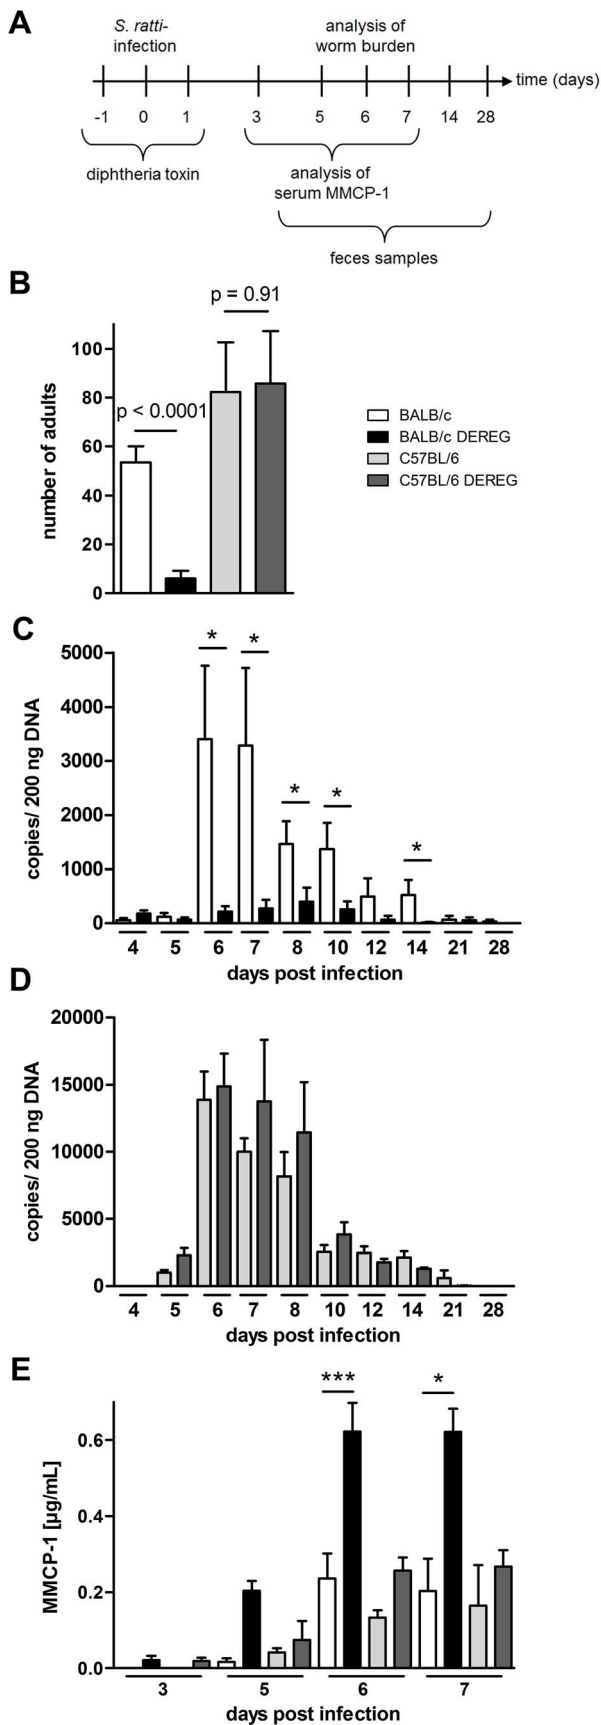 A
S. ratti-
infection
analysis of
worm burden
time (days)
-1 0 1 3 5 6 7 14 28
diphtheria toxin
analysis of
serum MMCP-1
feces samples
B
p = 0.91
p < 0.0001
number of adults
100
80
60
40
20
0
BALB/c
BALB/c DEREG
C57BL/6
C57BL/6 DEREG
C
copies/ 200 ng DNA
5000
4000
3000
2000
1000
0
* * * * *
4 5 6 7 8 10 12 14 21 28
days post infection
D
copies/ 200 ng DNA
20000
15000
10000
5000
0
4 5 6 7 8 10 12 14 21 28
days post infection
E
MMCP-1 [µg/mL]
*** *
0.6
0.4
0.2
0.0
3 5 6 7
days post infection